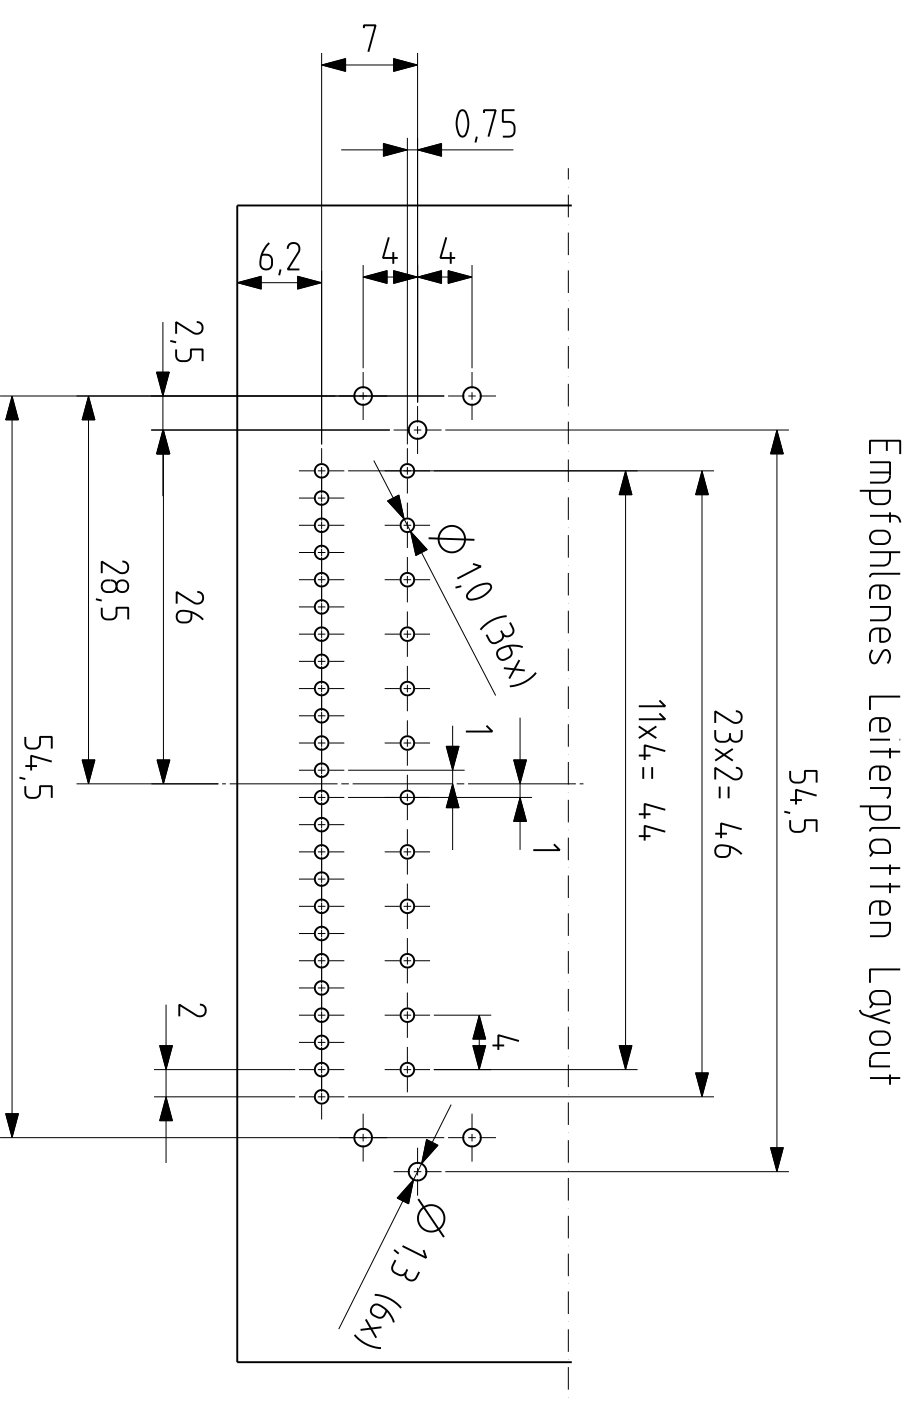 Empfohlenes Leiterplatten Layout
54,5
23x2= 46
11x4= 44
1
1
4
Ø 1,0 (36x)
Ø 1,3 (6x)
7
0,75
4
4
6,2
2,5
26
28,5
2
54,5